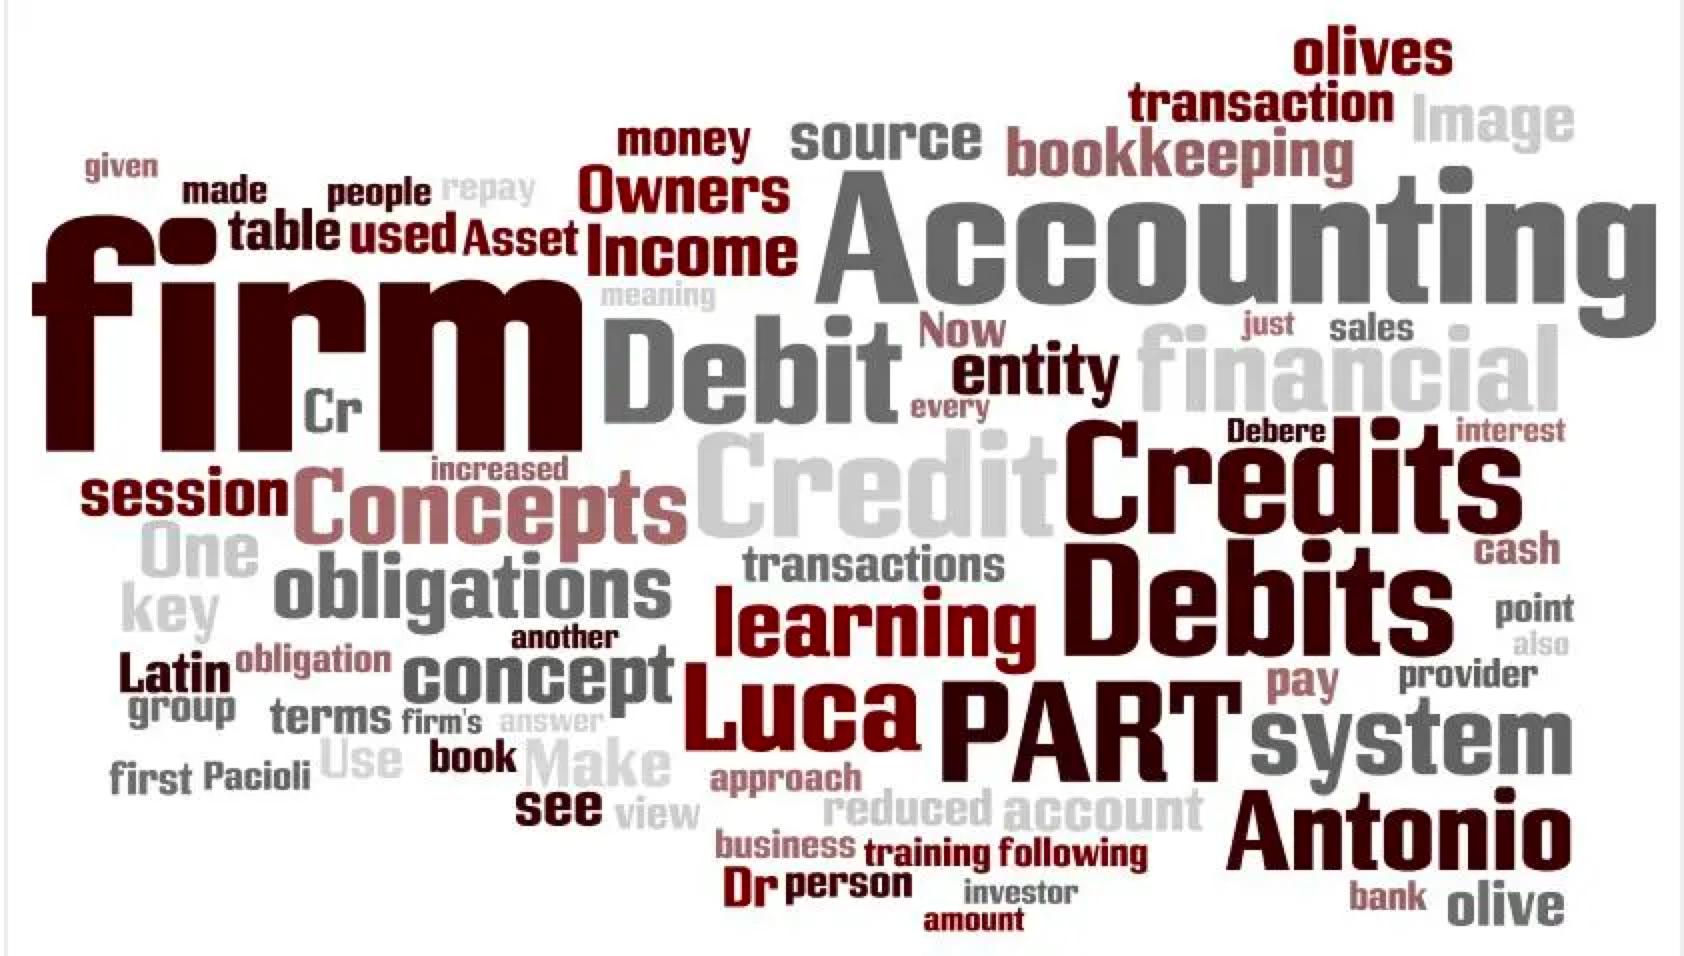 olives
transaction Image
money source bookkeeping
given made people repay Owners Accounting
firm table used Asset Income
meaning
Debit Now just sales
entity financial
Cr every
Debere interest
increased Credit Credits
session Concepts
One transactions cash
key obligations learning Debits point
another also
Latin obligation concept pay provider
group terms firm's answer Luca PART system
first Pacioli Use book Make approach
see view reduced account Antonio
business training following
Dr person investor bank olive
amount